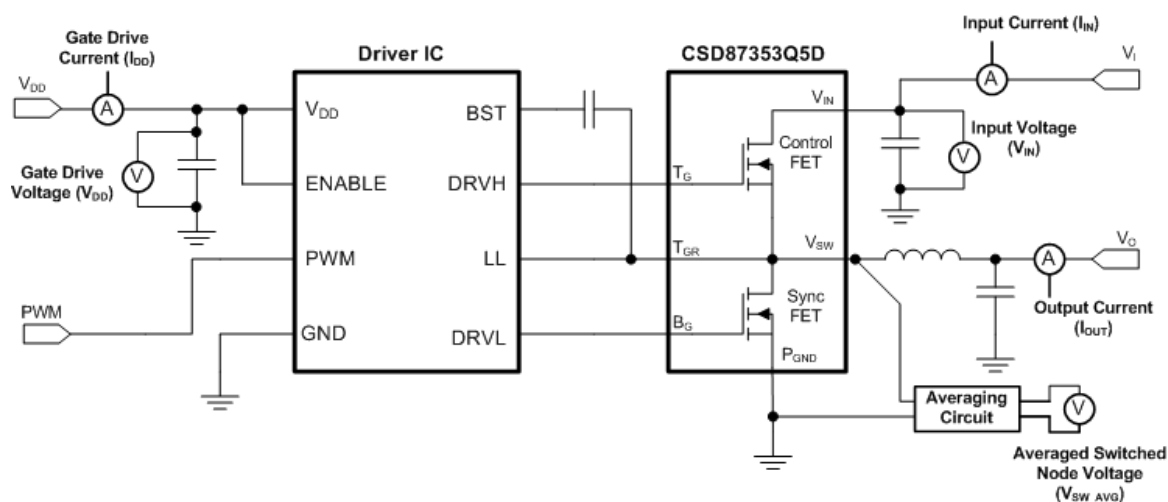 Gate Drive
Current (IDD)
VDD
A
Gate Drive
Voltage (VDD)
V
PWM
Driver IC
VDD
ENABLE
PWM
GND
BST
DRVH
LL
DRVL
CSD87353Q5D
VIN
Control
FET
TG
TGR
VSW
Sync
FET
BG
PGND
Input Current (IIN)
A
VI
Input Voltage
(VIN)
V
VO
A
Output Current
(IOUT)
Averaging
Circuit
V
Averaged Switched
Node Voltage
(VSW_AVG)